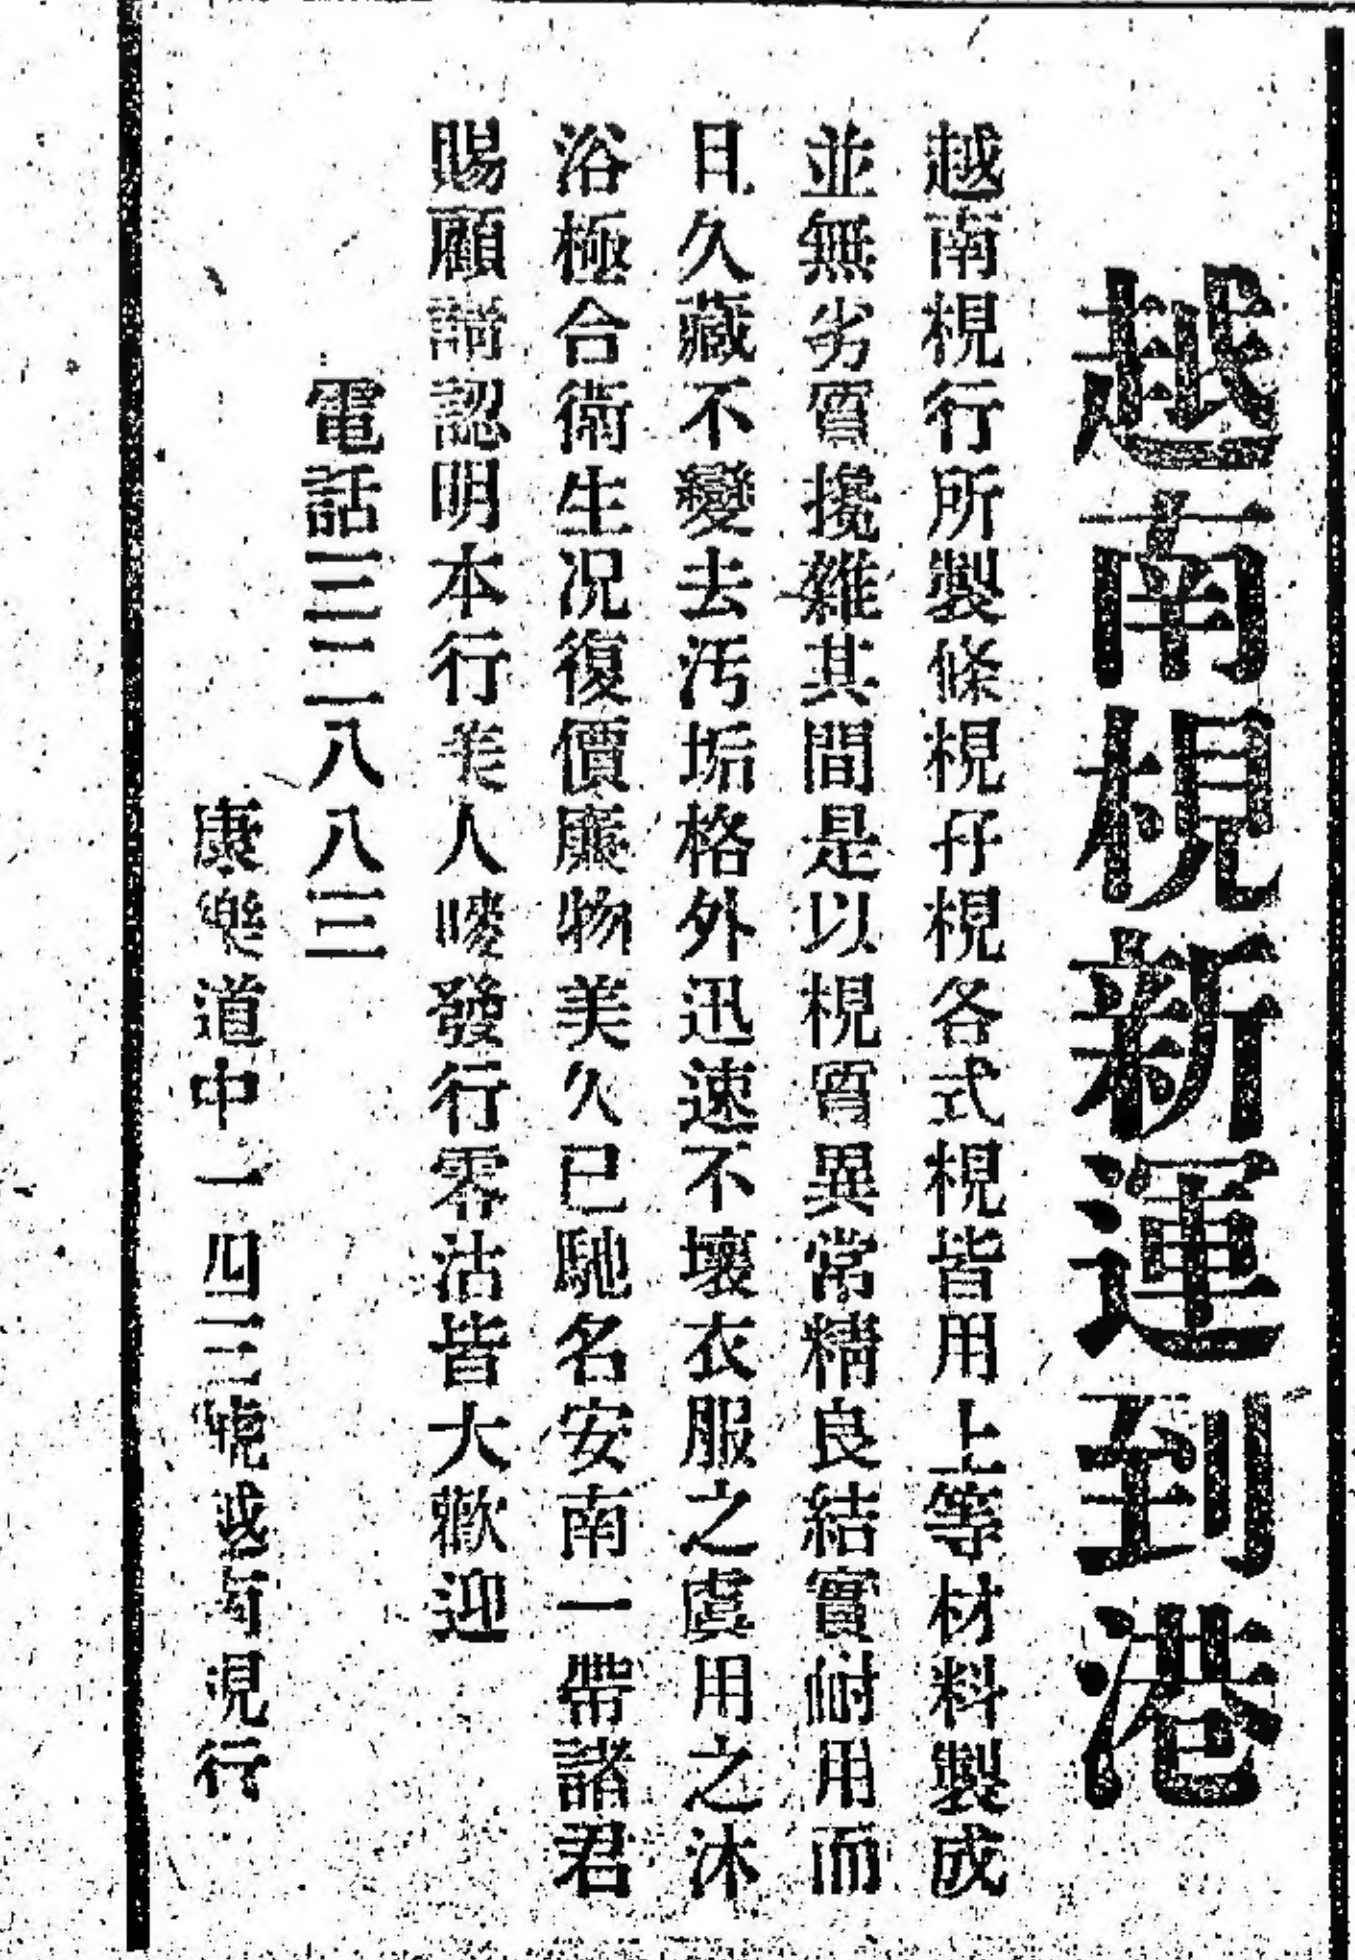 越南梘新運到港
越南梘行所製條梘孖梘各式梘皆用上等材料製成
並無劣質攙雜其間是以梘質異常精良結實耐用而
日久藏不變去汚垢格外迅速不壞衣服之虞用之沐
浴極合衛生况復價廉物美久已馳名安南一帶諸君
賜顧請認明本行美人嘜發行零沽皆大歡迎
電話三二八八三
康樂道中一四三號越南梘行